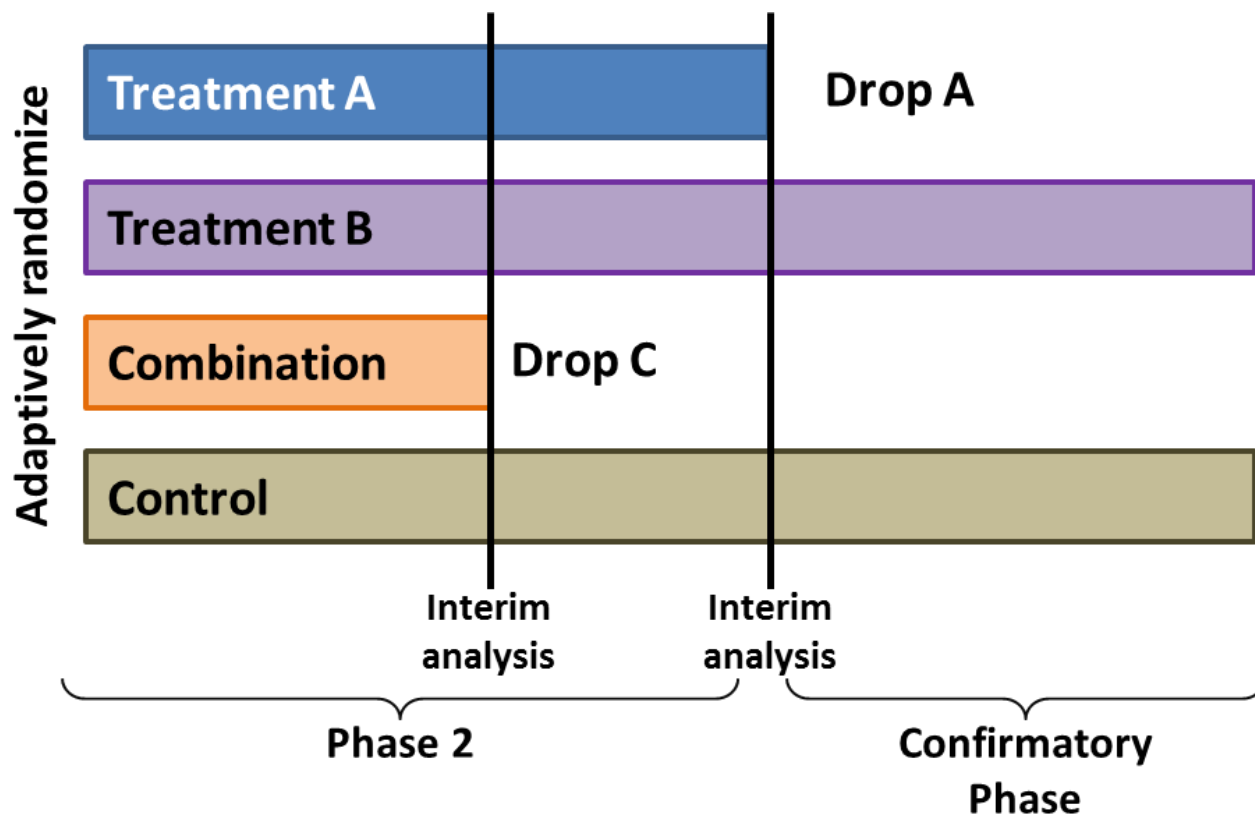 Adaptively randomize
Treatment A
Drop A
Treatment B
Combination
Drop C
Control
Interim
analysis
Interim
analysis
Phase 2
Confirmatory
Phase